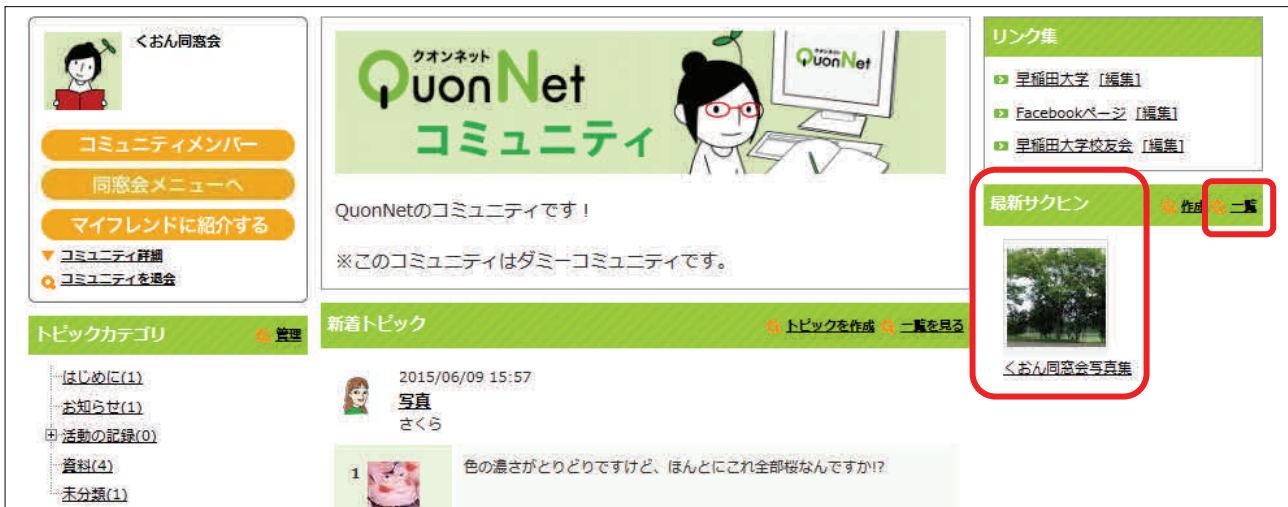 くおん同窓会
コミュニティメンバー
同窓会メニューへ
マイフレンドに紹介する
コミュニティ詳細
コミュニティを退会
トピックカテゴリ 管理
はじめに(1)
お知らせ(1)
活動の記録(0)
資料(4)
未分類(1)
クオンネット
QuonNet
コミュニティ
クオンネット
QuonNet
QuonNetのコミュニティです！
※このコミュニティはダミーコミュニティです。
新着トピック トピックを作成 一覧を見る
2015/06/09 15:57
写真
さくら
1 色の濃さがとりどりですけど、ほんとにこれ全部桜なんですか!?
リンク集
早稲田大学 [編集]
Facebookページ [編集]
早稲田大学校友会 [編集]
最新サクヒン 作成 一覧
くおん同窓会写真集